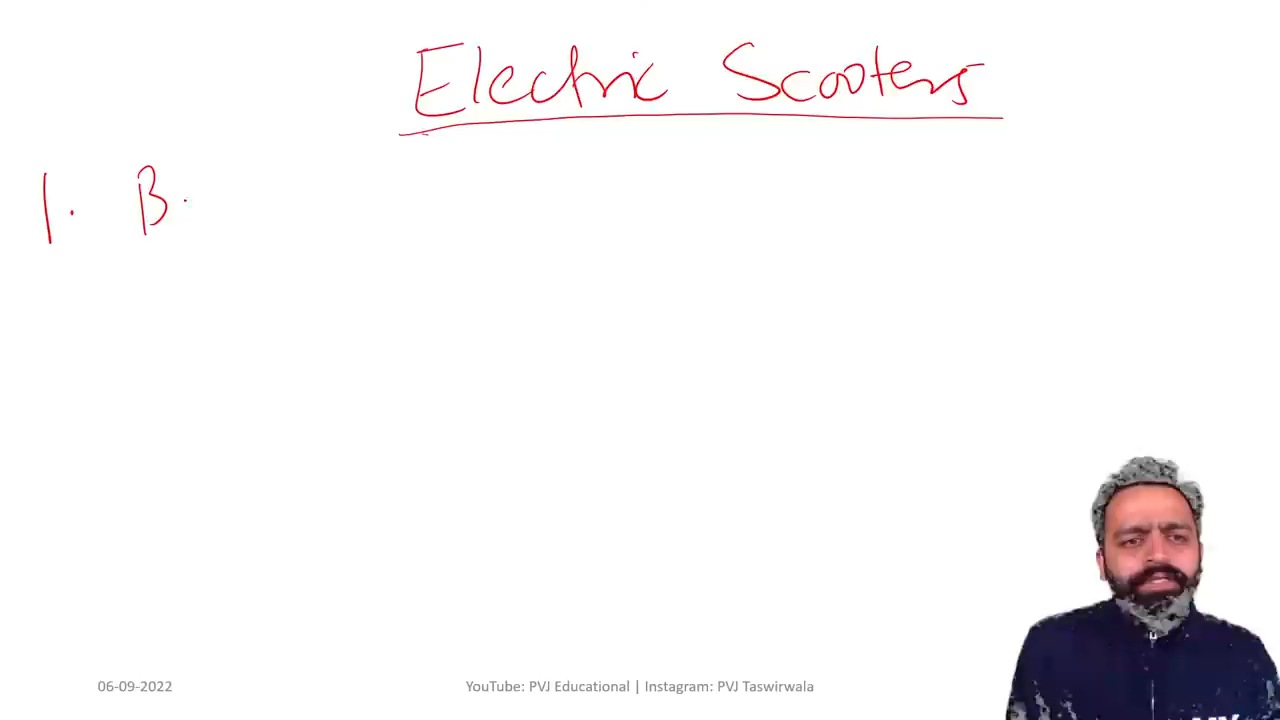 Electric Scooters
1. B.
06-09-2022
YouTube: PVJ Educational | Instagram: PVJ Taswirwala